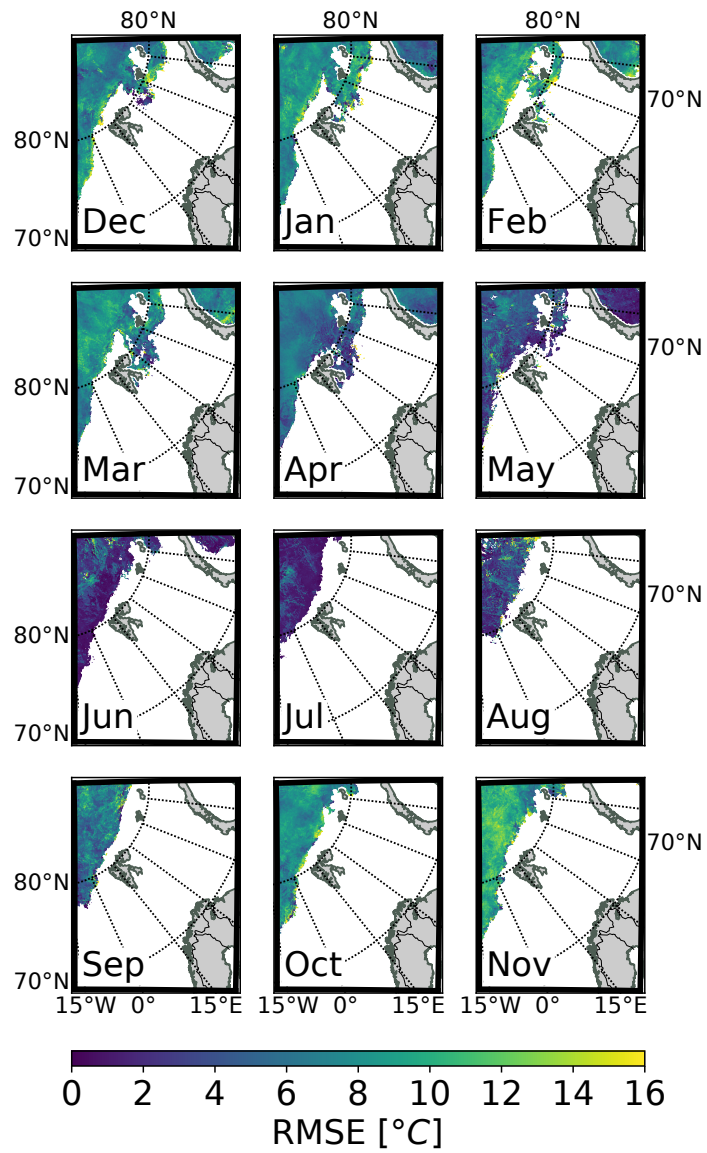 80°N 80°N
80°N 70°N
70°N
Dec Jan Feb
80°N 70°N
70°N
Mar Apr May
80°N 70°N
70°N
Jun Jul Aug
80°N 70°N
70°N
Sep Oct Nov
15°W 0° 15°E 15°W 0° 15°E 15°W 0° 15°E
0 2 4 6 8 10 12 14 16
RMSE [°C]